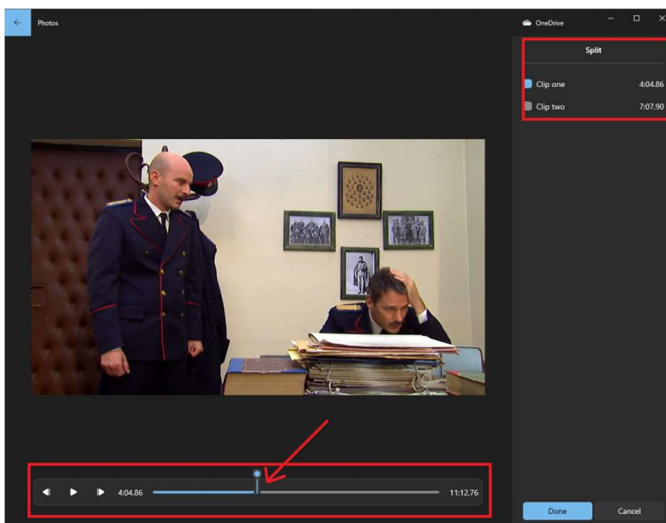 Photos
OneDrive
Split
Clip one 4:04.86
Clip two 7:07.90
4:04.86 11:12.76
Done Cancel